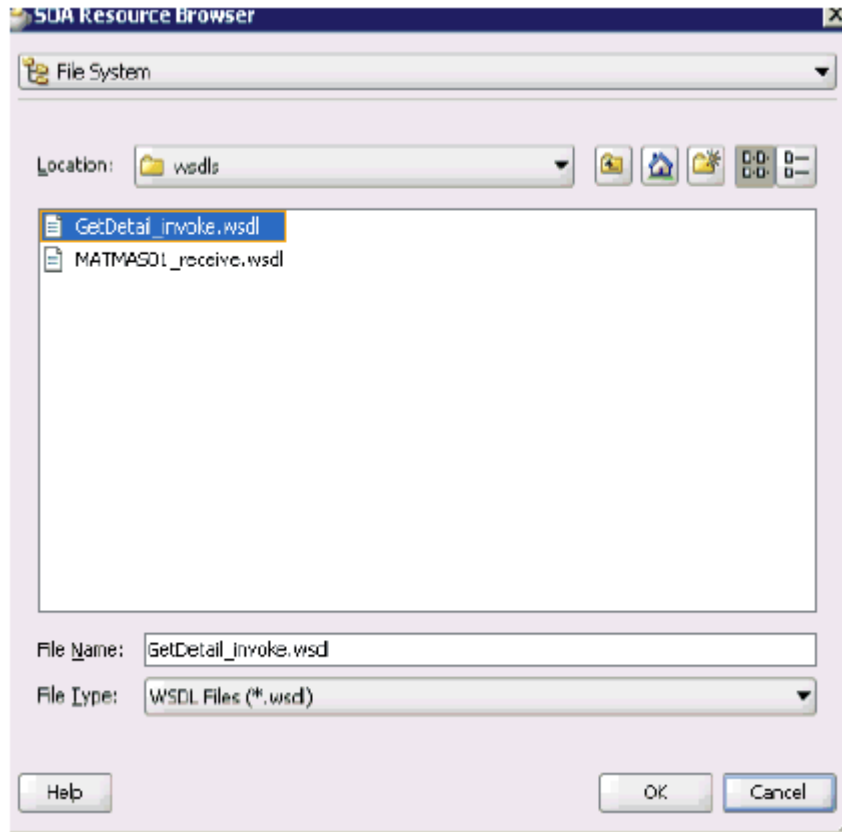 SOA Resource Browser
File System
Location: wsdls
GetDetail_invoke.wsdl
MATMAS01_receive.wsdl
File Name: GetDetail_invoke.wsdl
File Type: WSDL Files (*.wsdl)
Help OK Cancel